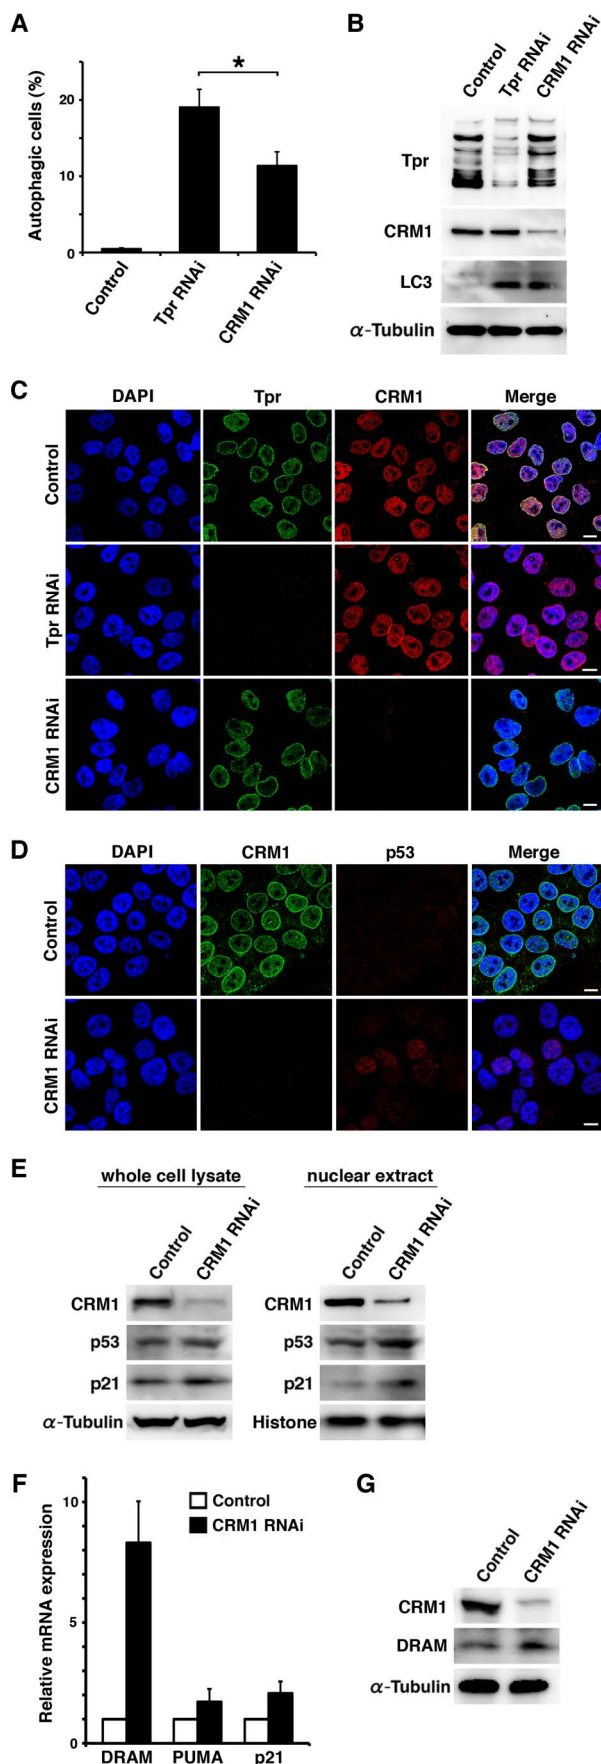 A
Autophagic cells (%)
20
10
0
*
Control
Tpr RNAi
CRM1 RNAi
B
Control
Tpr RNAi
CRM1 RNAi
Tpr
CRM1
LC3
α-Tubulin
C
DAPI Tpr CRM1 Merge
Control
Tpr RNAi
CRM1 RNAi
D
DAPI CRM1 p53 Merge
Control
CRM1 RNAi
E
whole cell lysate
Control
CRM1 RNAi
CRM1
p53
p21
α-Tubulin
nuclear extract
Control
CRM1 RNAi
CRM1
p53
p21
Histone
F
Relative mRNA expression
10
5
0
Control
CRM1 RNAi
DRAM PUMA p21
G
Control
CRM1 RNAi
CRM1
DRAM
α-Tubulin